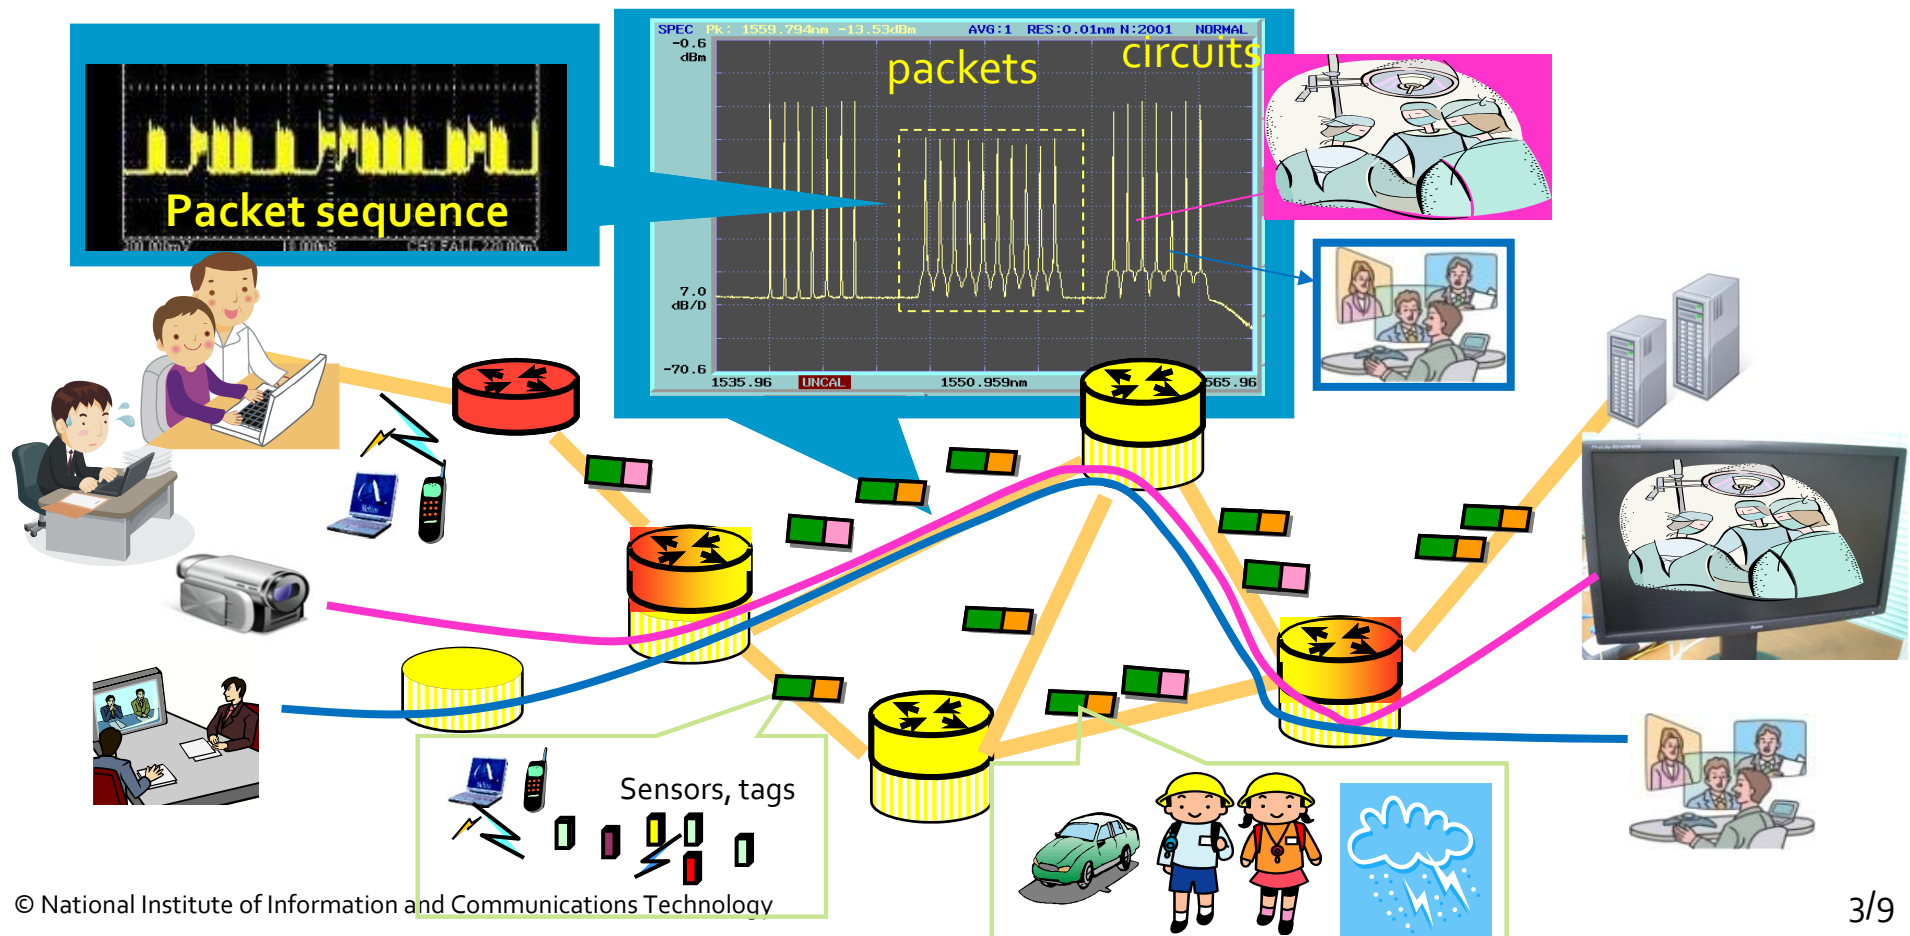 SPEC Pk: 1559.794nm -13.53dBm AVG:1 RES:0.01nm N:2001 NORMAL
-0.6
dBm
packets
circuits
Packet sequence
7.0
dB/D
-70.6
1535.96 UNCAL 1550.959nm 565.96
Sensors, tags
© National Institute of Information and Communications Technology
3/9